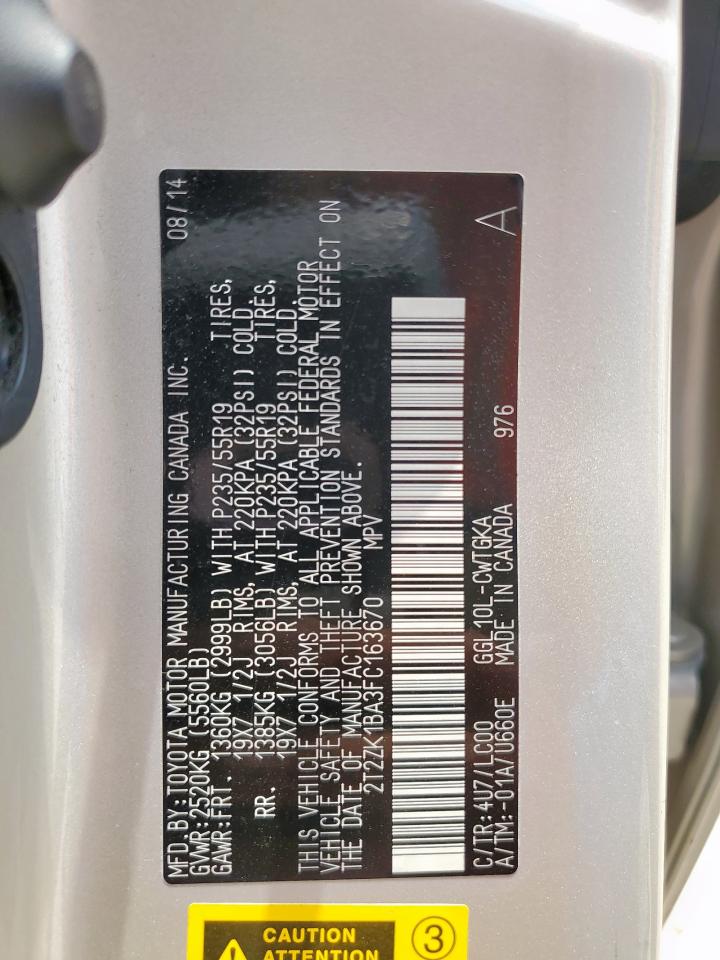 MFD.BY:TOYOTA MOTOR MANUFACTURING CANADA INC. 08/14
GVWR:2520KG (5560LB)
GAWR:FRT. 1360KG (2999LB) WITH P235/55R19 TIRES,
19X7 1/2J RIMS, AT 220KPA (32PSI) COLD
RR. 1385KG (3056LB) WITH P235/55R19 TIRES,
19X7 1/2J RIMS, AT 220KPA (32PSI) COLD.
THIS VEHICLE CONFORMS TO ALL APPLICABLE FEDERAL MOTOR
VEHICLE SAFETY AND THEFT PREVENTION STANDARDS IN EFFECT ON
THE DATE OF MANUFACTURE SHOWN ABOVE.
2T2ZK1BA3FC163670 MPV
C/TR:4U7/LC00 GGL10L-CWTGKA 976 A
A/TM:-01A/U660E MADE IN CANADA
CAUTION 3
ATTENTION